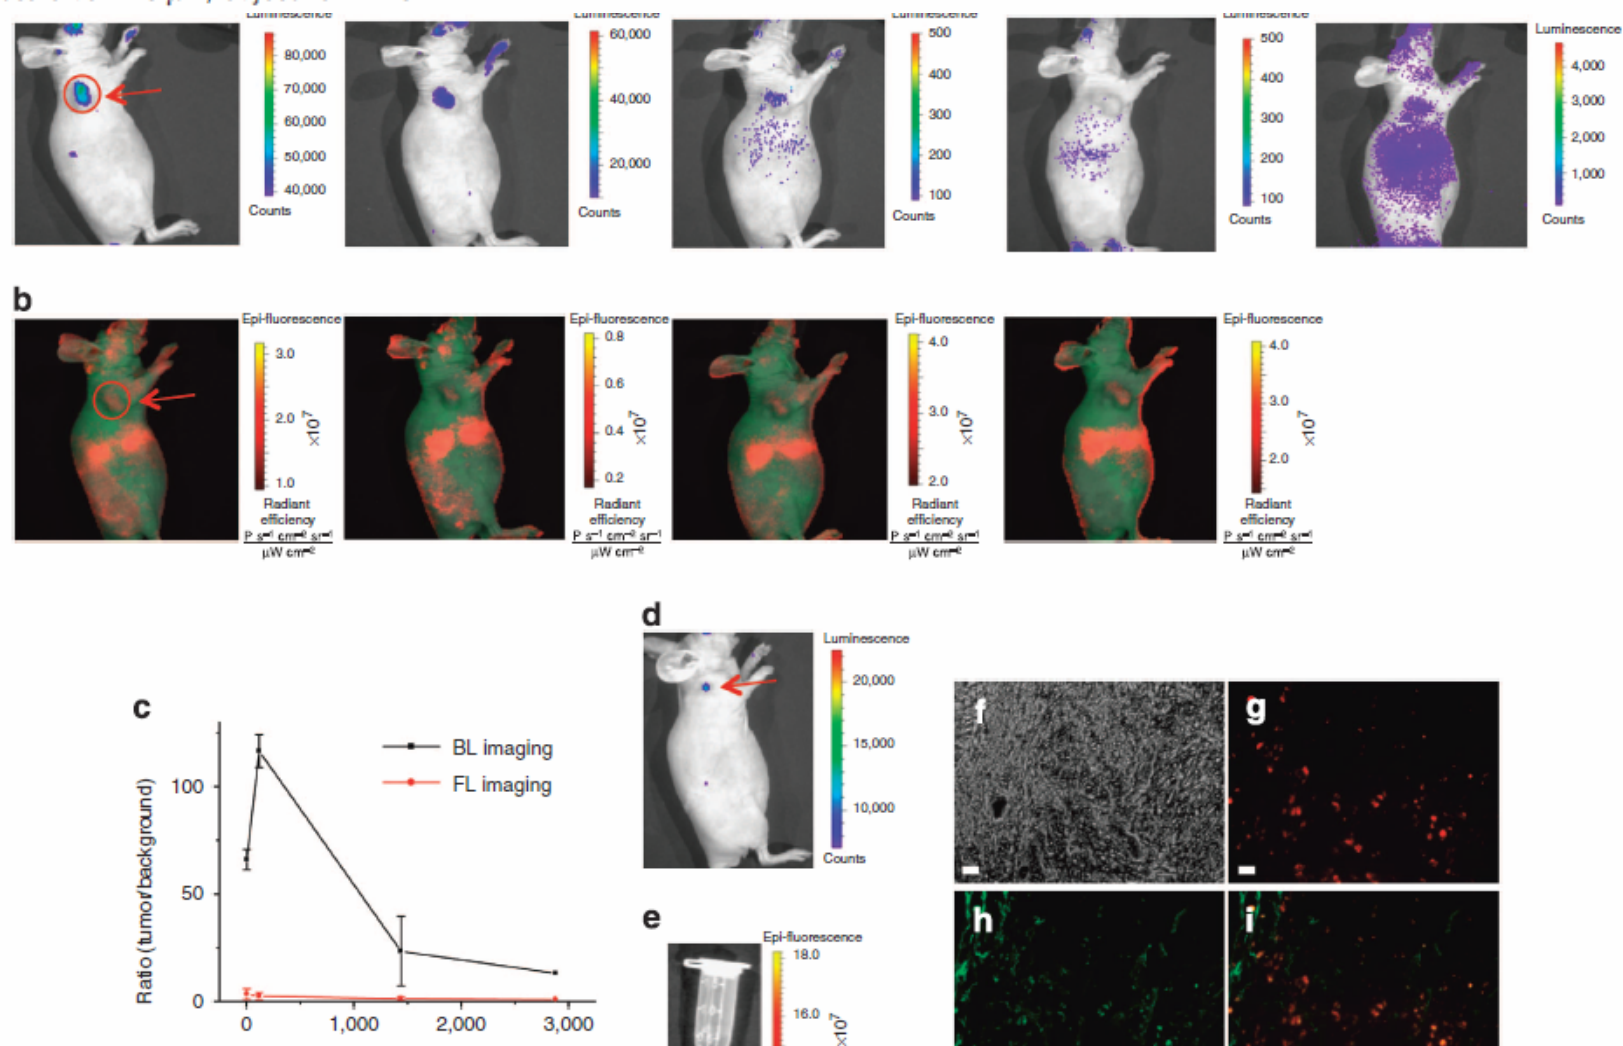 Luminescence
80,000
70,000
60,000
50,000
40,000
Counts
Luminescence
60,000
40,000
20,000
Counts
Luminescence
500
400
300
200
100
Counts
Luminescence
500
400
300
200
100
Counts
Luminescence
4,000
3,000
2,000
1,000
Counts
b
Epi-fluorescence
3.0
2.0
1.0
×10⁷
Radiant
efficiency
P s⁻¹ cm⁻² sr⁻¹
µW cm⁻²
Epi-fluorescence
0.8
0.6
0.4
0.2
×10⁷
Radiant
efficiency
P s⁻¹ cm⁻² sr⁻¹
µW cm⁻²
Epi-fluorescence
4.0
3.0
2.0
×10⁷
Radiant
efficiency
P s⁻¹ cm⁻² sr⁻¹
µW cm⁻²
Epi-fluorescence
4.0
3.0
2.0
×10⁷
Radiant
efficiency
P s⁻¹ cm⁻² sr⁻¹
µW cm⁻²
c
Ratio (tumor/background)
100
50
0
0 1,000 2,000 3,000
BL imaging
FL imaging
d
Luminescence
20,000
15,000
10,000
Counts
e
Epi-fluorescence
18.0
16.0
×10⁷
f
g
h
i